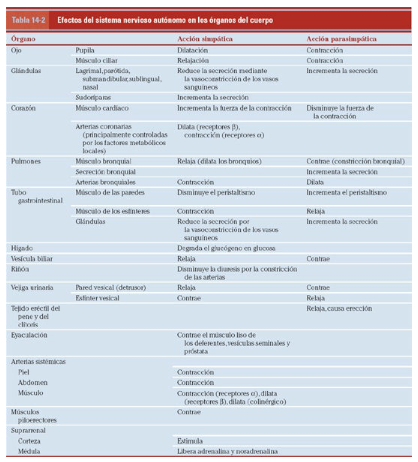 Tabla 14-2 Efectos del sistema nervioso autónomo en los órganos del cuerpo
Órgano Acción simpática Acción parasimpática
Ojo Pupila Dilatación Contracción
Músculo ciliar Relajación Contracción
Glándulas Lagrimal, parótida, Reduce la secreción mediante Incrementa la secreción
submandibular, sublingual, la vasoconstricción de los vasos
nasal sanguíneos
Sudoríparas Incrementa la secreción
Corazón Músculo cardíaco Incrementa la fuerza de la contracción Disminuye la fuerza de
la contracción
Arterias coronarias Dilata (receptores β),
(principalmente controladas contracción (receptores α)
por los factores metabólicos
locales)
Pulmones Músculo bronquial Relaja (dilata los bronquios) Contrae (constricción bronquial)
Secreción bronquial Incrementa la secreción
Arterias bronquiales Contracción Dilata
Tubo Músculo de las paredes Disminuye el peristaltismo Incrementa el peristaltismo
gastrointestinal
Músculo de los esfínteres Contracción Relaja
Glándulas Reduce la secreción por Incrementa la secreción
la vasoconstricción de los vasos
sanguíneos
Hígado Degrada el glucógeno en glucosa
Vesícula biliar Relaja Contrae
Riñón Disminuye la diuresis por la constricción
de las arterias
Vejiga urinaria Pared vesical (detrusor) Relaja Contrae
Esfínter vesical Contrae Relaja
Tejido eréctil del Relaja, causa erección
pene y del
clítoris
Eyaculación Contrae el músculo liso de
los deferentes, vesículas seminales y
próstata
Arterias sistémicas
Piel Contracción
Abdomen Contracción
Músculo Contracción (receptores α), dilata
(receptores β), dilata (colinérgico)
Músculos Contrae
piloerectores
Suprarrenal
Corteza Estimula
Médula Libera adrenalina y noradrenalina